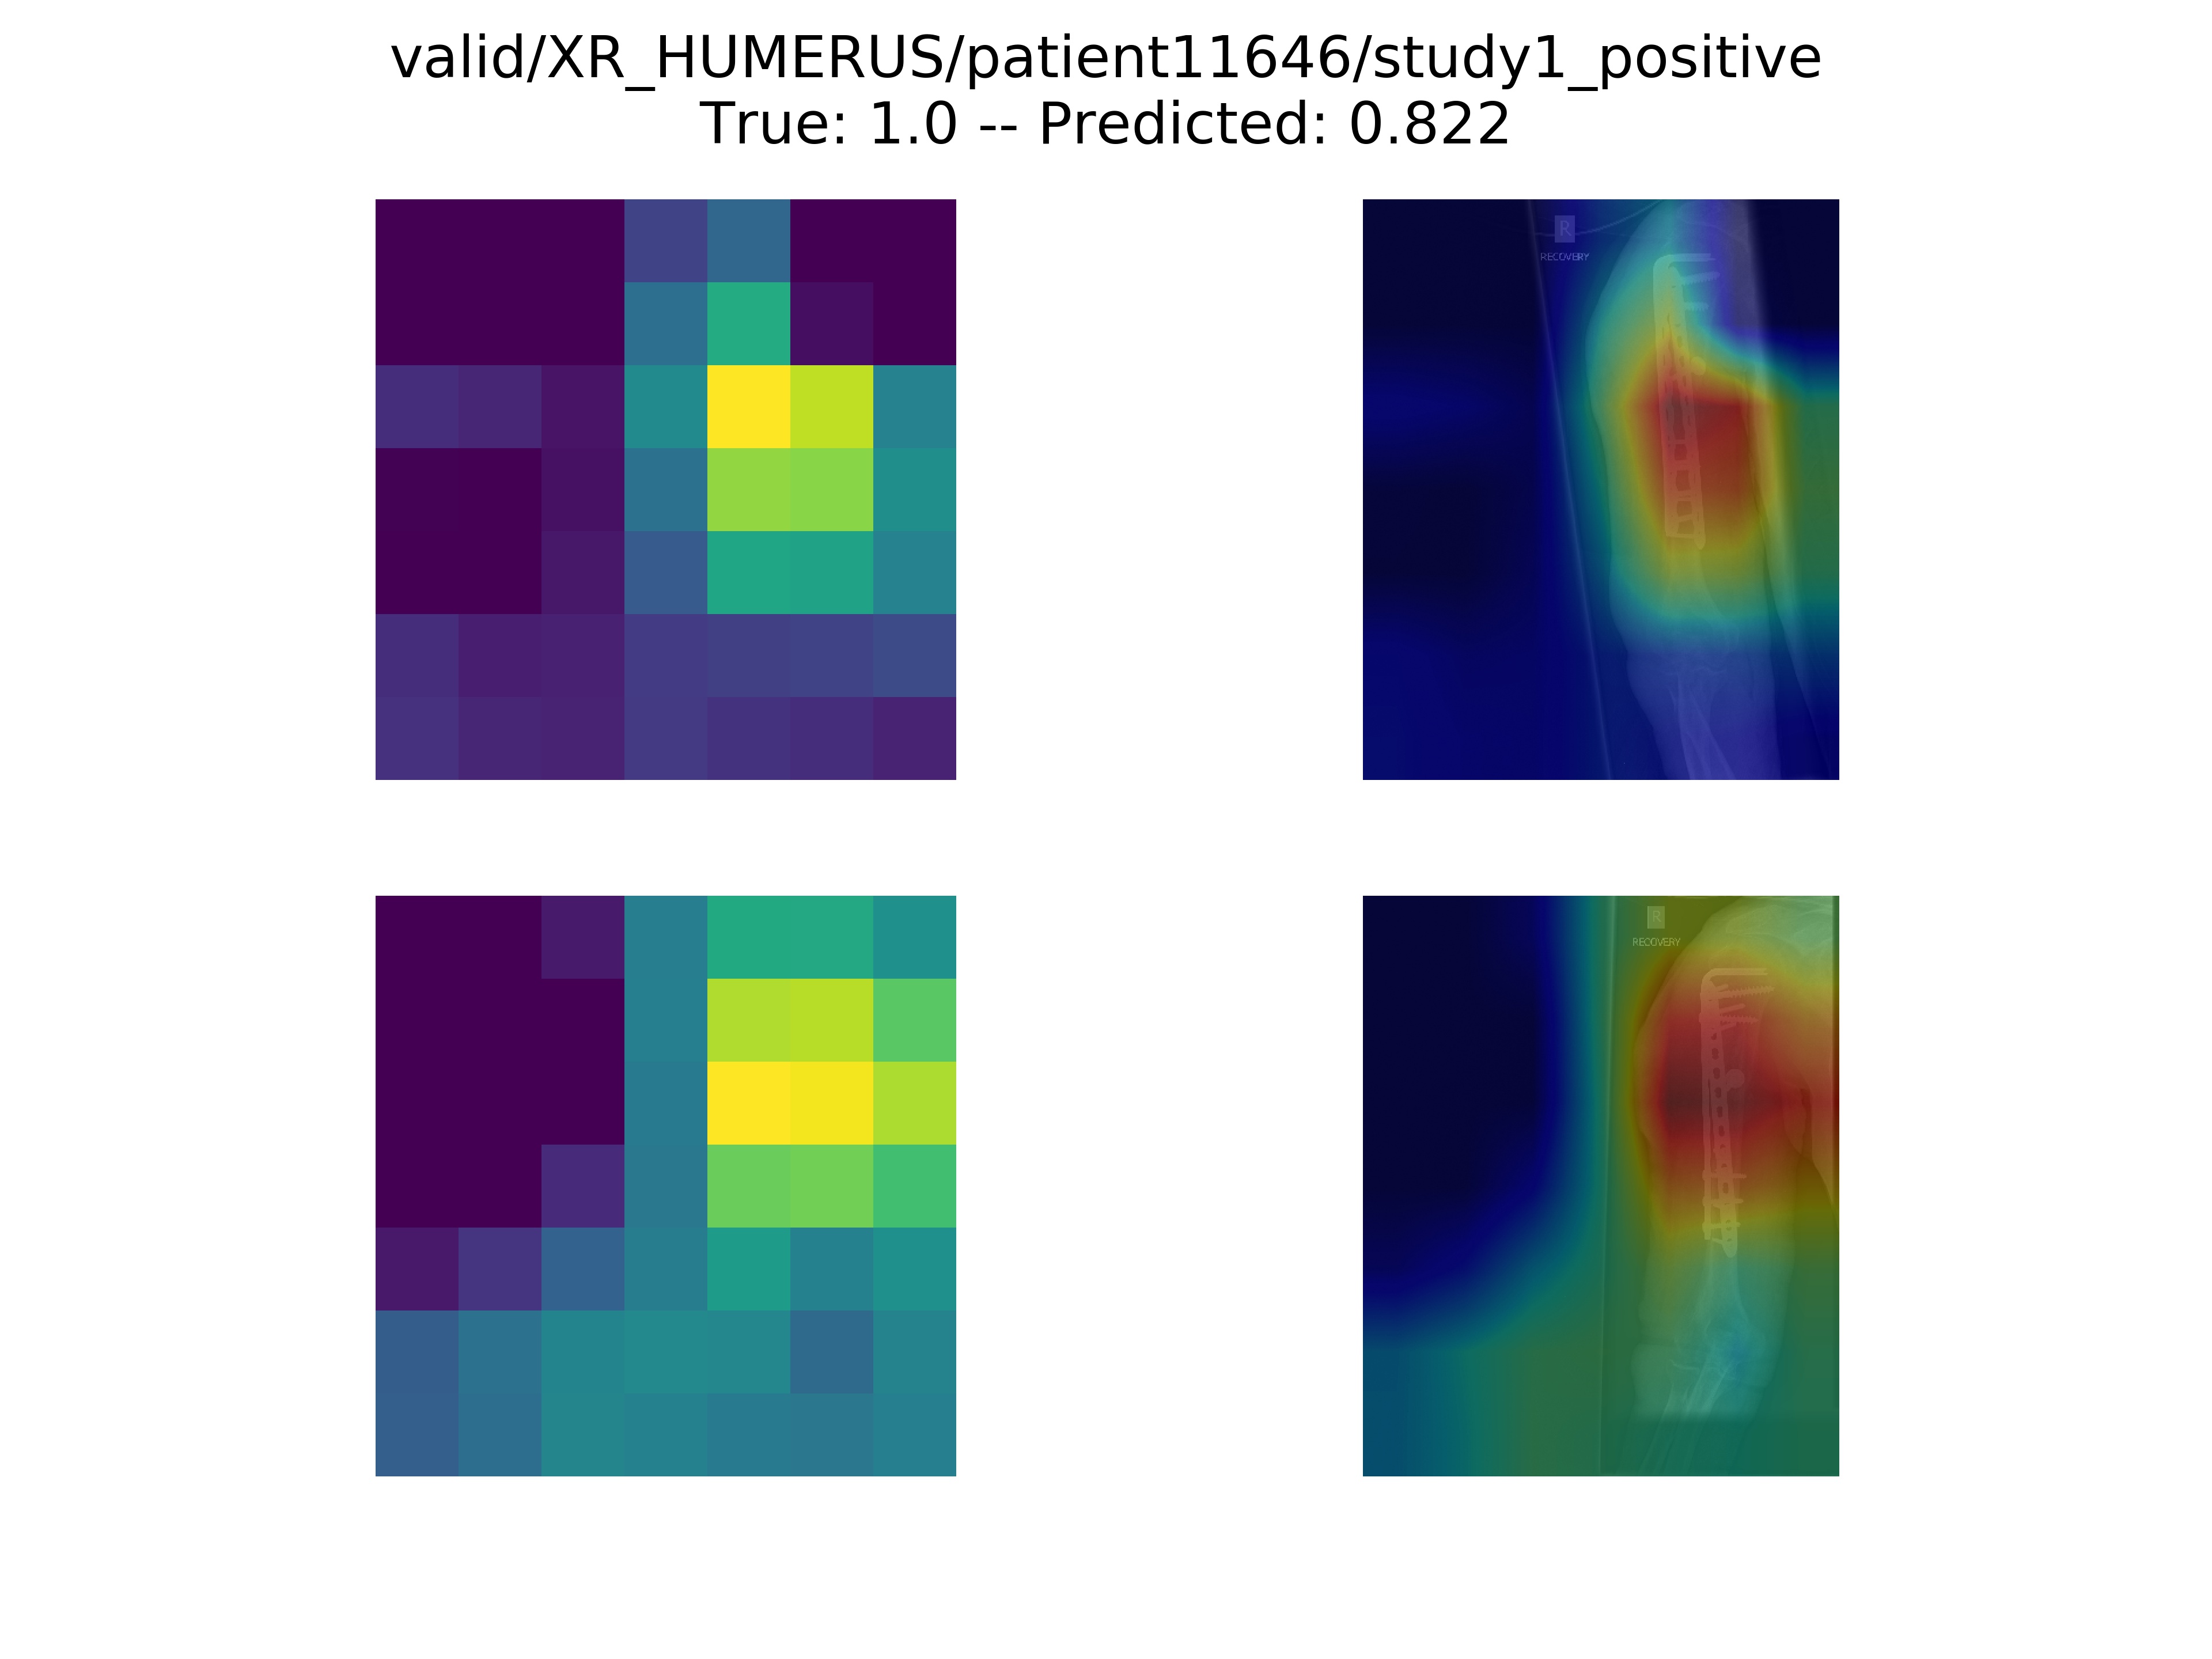 valid/XR_HUMERUS/patient11646/study1_positive
True: 1.0 -- Predicted: 0.822
R
RECOVERY
R
RECOVERY